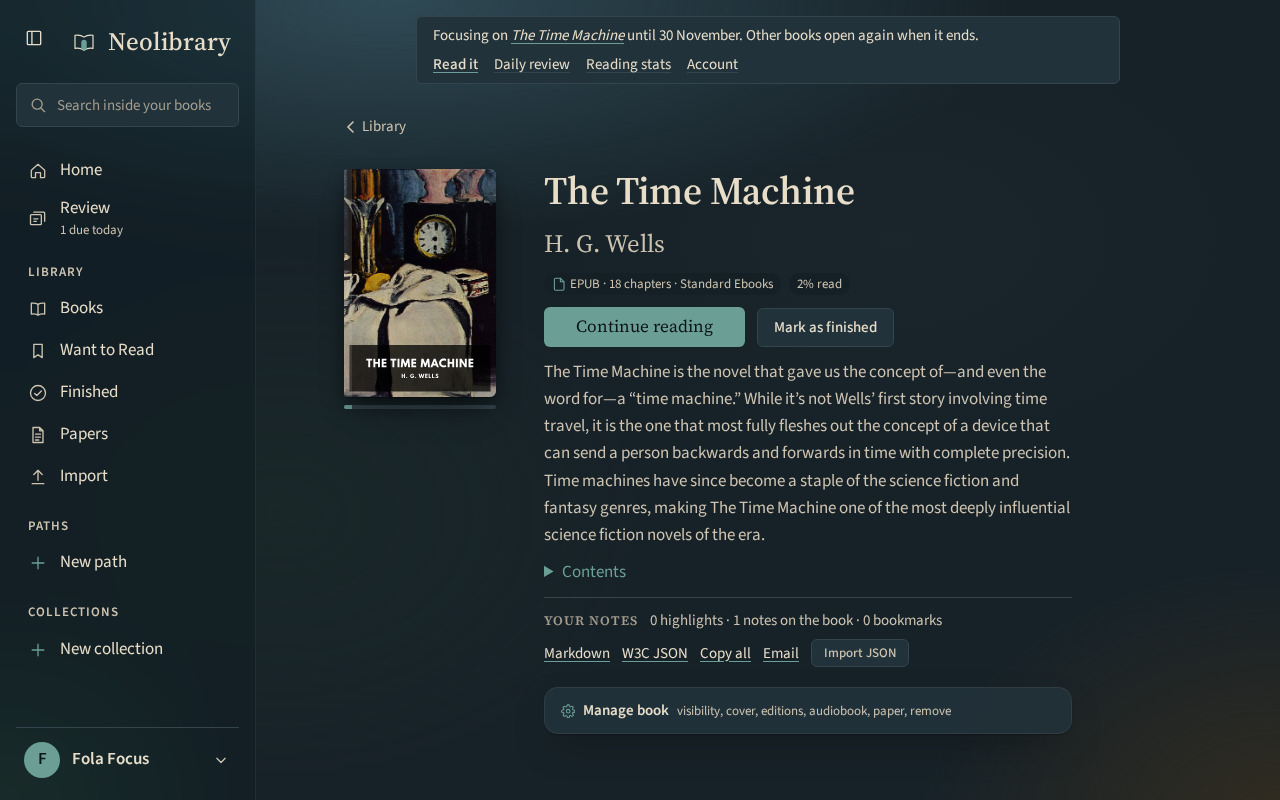 Neolibrary
Search inside your books
Home
Review
1 due today
LIBRARY
Books
Want to Read
Finished
Papers
Import
PATHS
New path
COLLECTIONS
New collection
F
Fola Focus
Focusing on The Time Machine until 30 November. Other books open again when it ends.
Read it Daily review Reading stats Account
Library
THE TIME MACHINE
H. G. WELLS
The Time Machine
H. G. Wells
EPUB · 18 chapters · Standard Ebooks 2% read
Continue reading Mark as finished
The Time Machine is the novel that gave us the concept of—and even the
word for—a “time machine.” While it’s not Wells’ first story involving time
travel, it is the one that most fully fleshes out the concept of a device that
can send a person backwards and forwards in time with complete precision.
Time machines have since become a staple of the science fiction and
fantasy genres, making The Time Machine one of the most deeply influential
science fiction novels of the era.
Contents
YOUR NOTES 0 highlights · 1 notes on the book · 0 bookmarks
Markdown W3C JSON Copy all Email Import JSON
Manage book visibility, cover, editions, audiobook, paper, remove